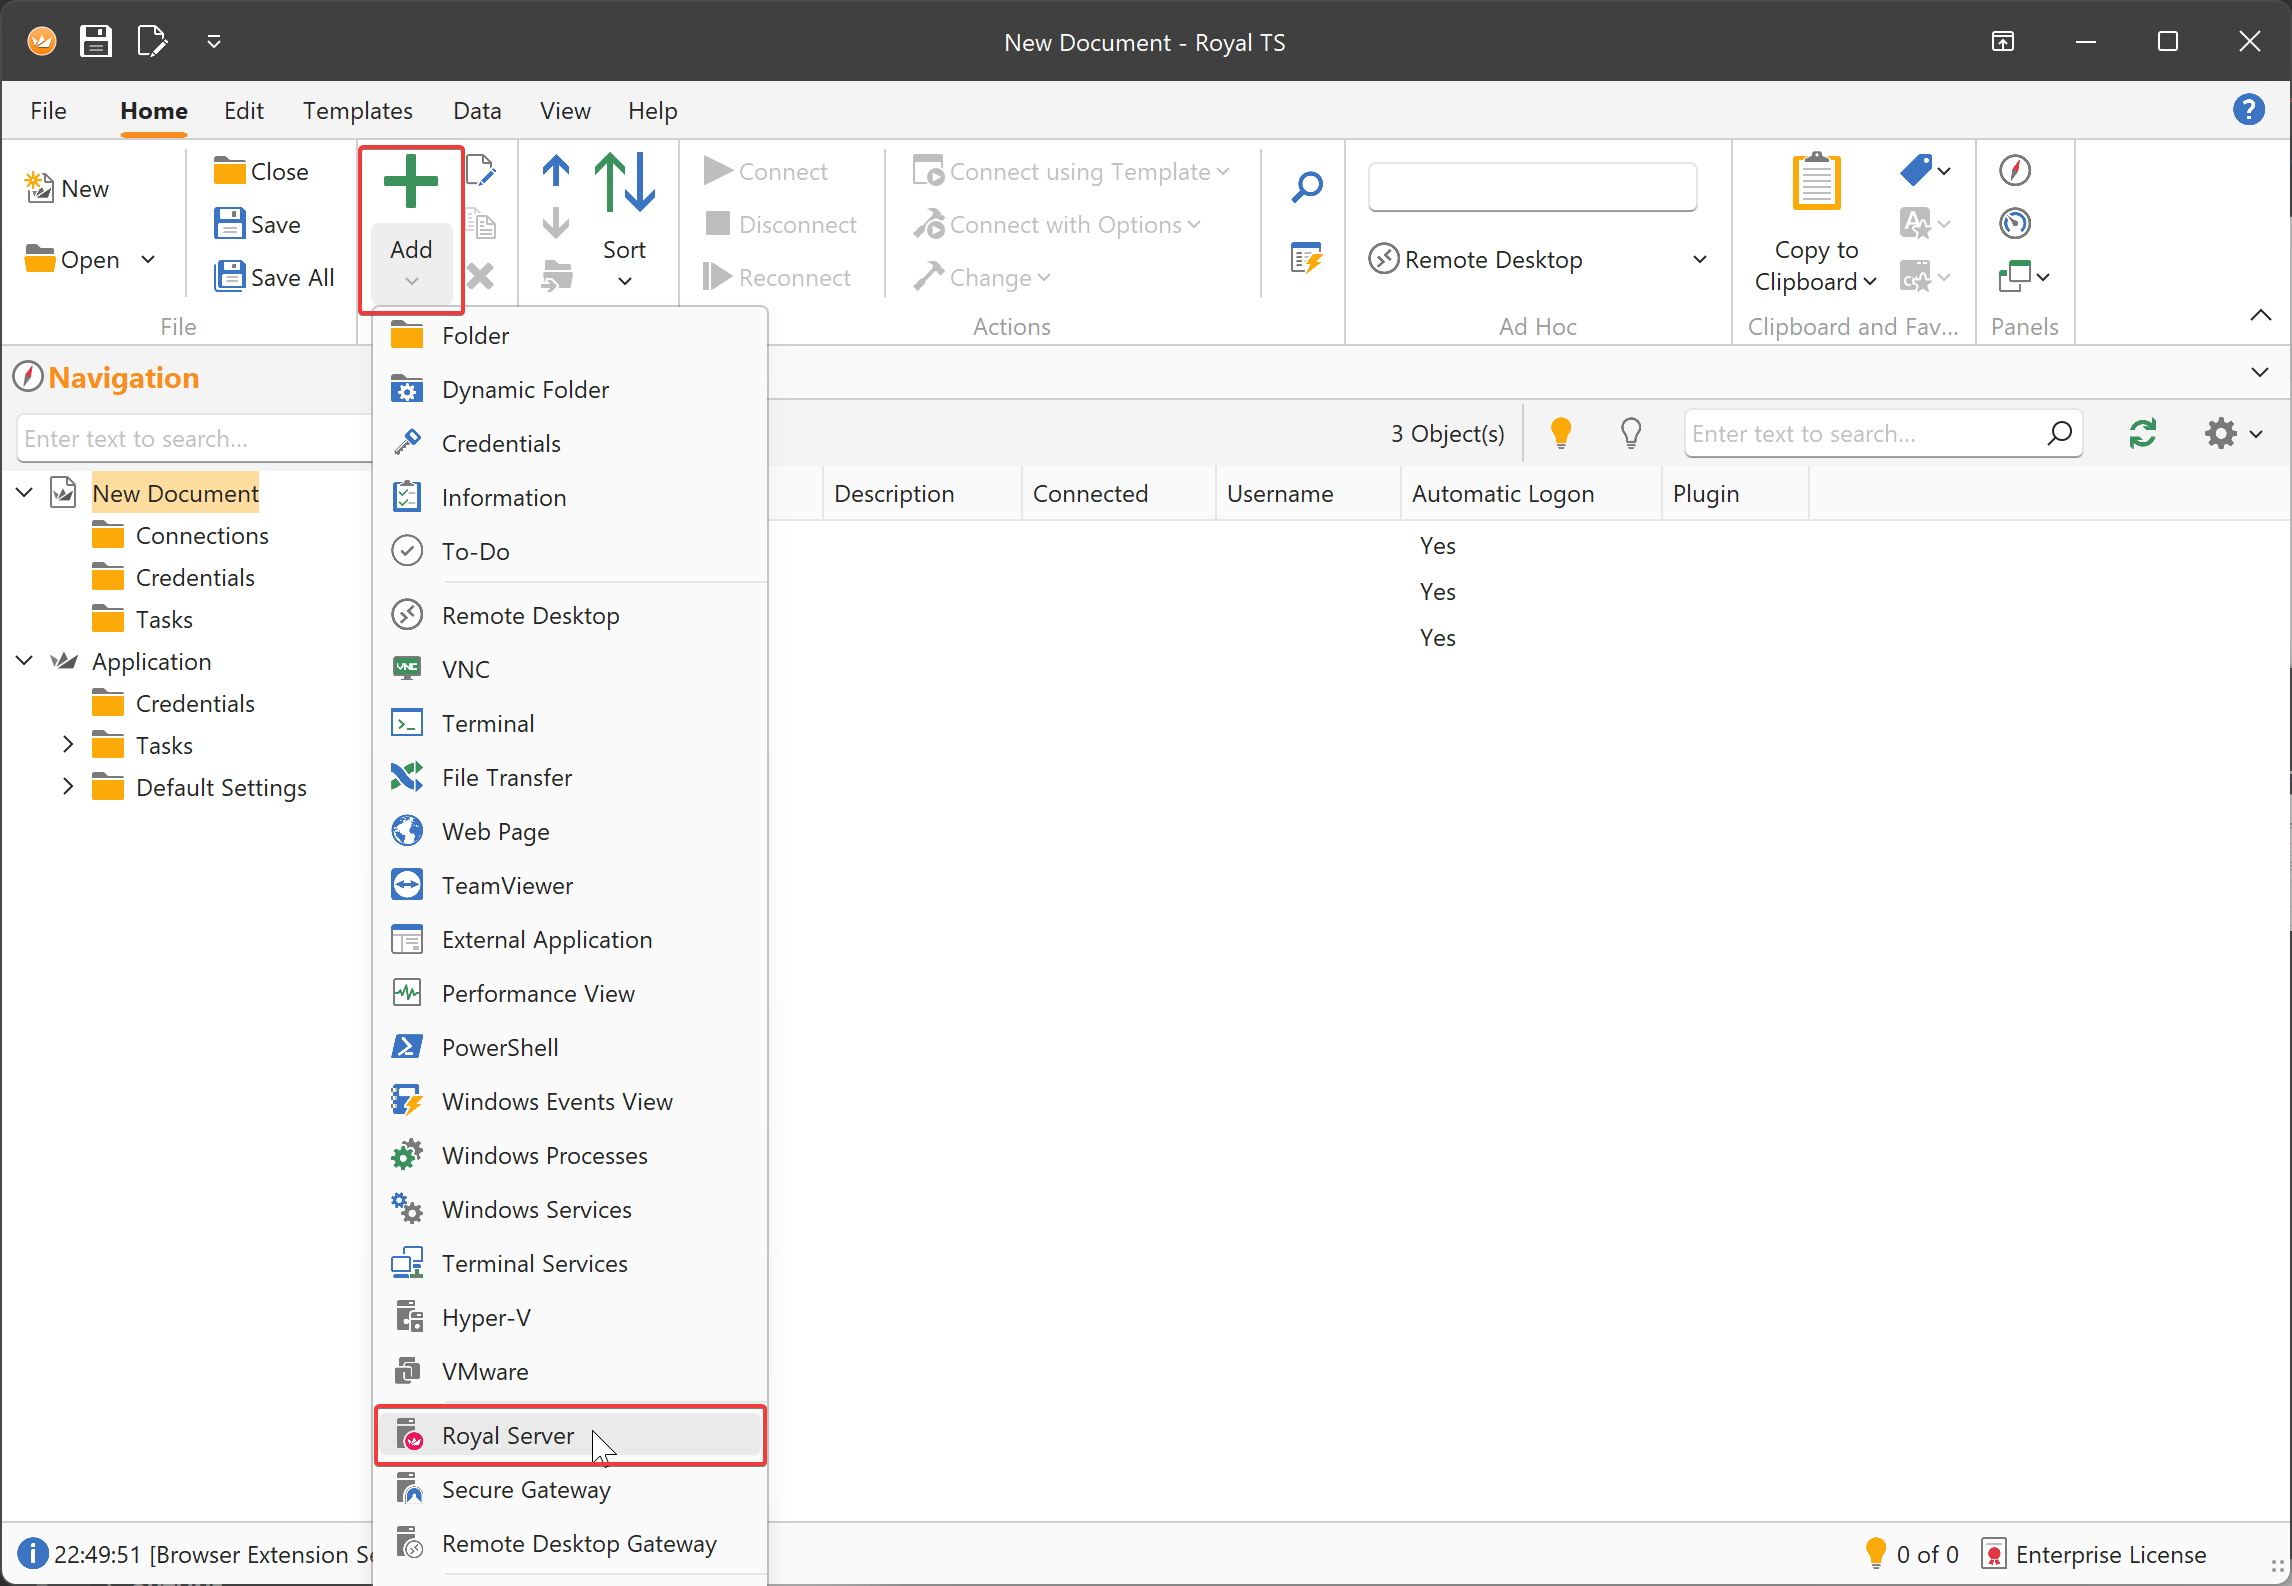 New Document - Royal TS
File
Home
Edit
Templates
Data
View
Help
New
Open
Close
Save
Save All
File
Add
Sort
Connect
Disconnect
Reconnect
Connect using Template
Connect with Options
Change
Actions
Remote Desktop
Ad Hoc
Copy to
Clipboard
Clipboard and Fav...
Panels
Navigation
Enter text to search...
New Document
Connections
Credentials
Tasks
Application
Credentials
Tasks
Default Settings
Folder
Dynamic Folder
Credentials
Information
To-Do
Remote Desktop
VNC
Terminal
File Transfer
Web Page
TeamViewer
External Application
Performance View
PowerShell
Windows Events View
Windows Processes
Windows Services
Terminal Services
Hyper-V
VMware
Royal Server
Secure Gateway
Remote Desktop Gateway
3 Object(s)
Enter text to search...
Description
Connected
Username
Automatic Logon
Plugin
Yes
Yes
Yes
22:49:51 [Browser Extension Se
0 of 0
Enterprise License